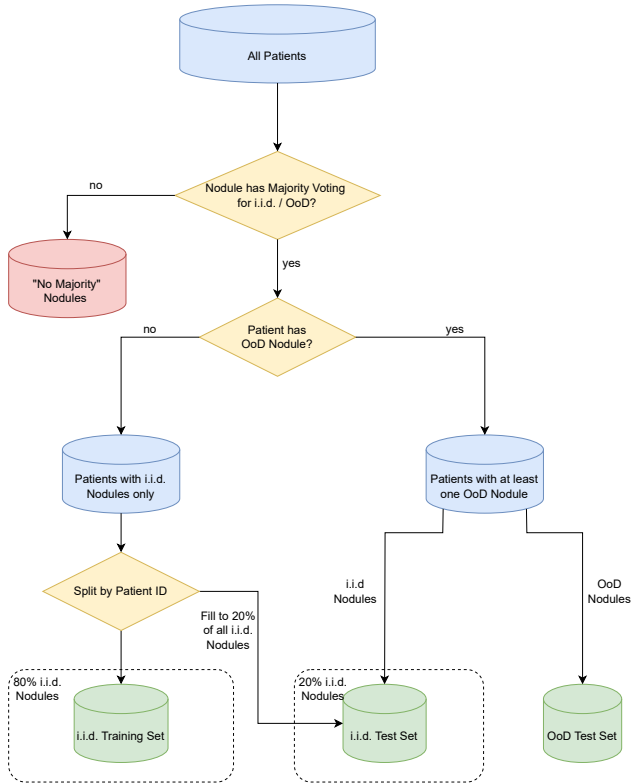 All Patients
Nodule has Majority Voting
for i.i.d. / OoD?
no
yes
"No Majority"
Nodules
Patient has
OoD Nodule?
no
yes
Patients with i.i.d.
Nodules only
Patients with at least
one OoD Nodule
Split by Patient ID
Fill to 20%
of all i.i.d.
Nodules
i.i.d
Nodules
OoD
Nodules
80% i.i.d.
Nodules
i.i.d. Training Set
20% i.i.d.
Nodules
i.i.d. Test Set
OoD Test Set